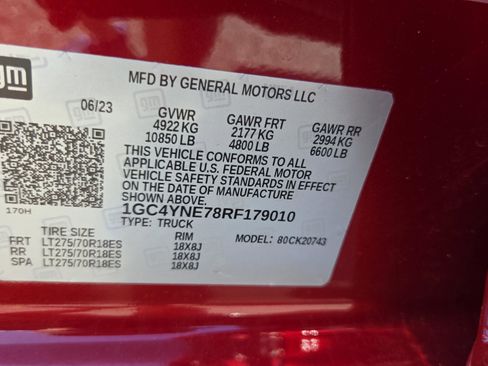 gm
MFD BY GENERAL MOTORS LLC
06/23 GVWR GAWR FRT GAWR RR
4922 KG 2177 KG 2994 KG
10850 LB 4800 LB 6600 LB
THIS VEHICLE CONFORMS TO ALL
APPLICABLE U.S. FEDERAL MOTOR
VEHICLE SAFETY STANDARDS IN EFFECT
ON THE DATE OF MANUFACTURE
SHOWN ABOVE.
1GC4YNE78RF179010
170H TYPE: TRUCK
MODEL: 80CK20743
TIRE SIZE RIM
FRT LT275/70R18ES 18X8J
RR LT275/70R18ES 18X8J
SPA LT275/70R18ES 18X8J